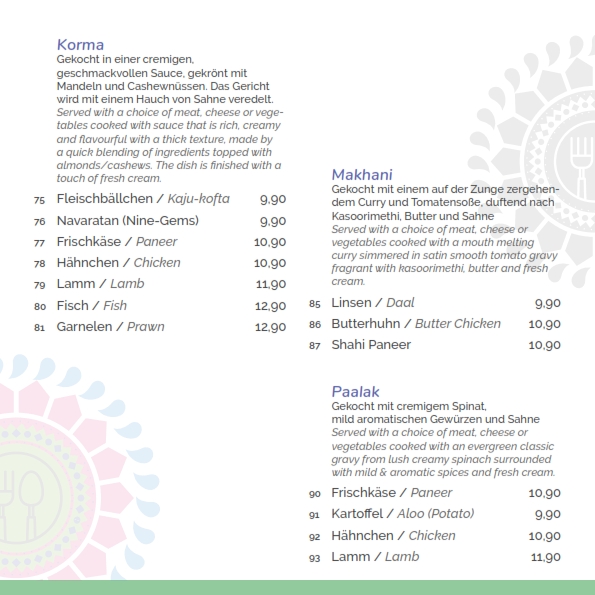 Korma
Gekocht in einer cremigen,
geschmackvollen Sauce, gekrönt mit
Mandeln und Cashewnüssen. Das Gericht
wird mit einem Hauch von Sahne veredelt.
Served with a choice of meat, cheese or vege-
tables cooked with sauce that is rich, creamy
and flavourful with a thick texture, made by
a quick blending of ingredients topped with
almonds/cashews. The dish is finished with a
touch of fresh cream.
75 Fleischbällchen / Kaju-kofta 9,90
76 Navaratan (Nine-Gems) 9,90
77 Frischkäse / Paneer 10,90
78 Hähnchen / Chicken 10,90
79 Lamm / Lamb 11,90
80 Fisch / Fish 12,90
81 Garnelen / Prawn 12,90
Makhani
Gekocht mit einem auf der Zunge zergehen-
dem Curry und Tomatensoße, duftend nach
Kasoorimethi, Butter und Sahne
Served with a choice of meat, cheese or
vegetables cooked with a mouth melting
curry simmered in satin smooth tomato gravy
fragrant with kasoorimethi, butter and fresh
cream.
85 Linsen / Daal 9,90
86 Butterhuhn / Butter Chicken 10,90
87 Shahi Paneer 10,90
Paalak
Gekocht mit cremigem Spinat,
mild aromatischen Gewürzen und Sahne
Served with a choice of meat, cheese or
vegetables cooked with an evergreen classic
gravy from lush creamy spinach surrounded
with mild & aromatic spices and fresh cream.
90 Frischkäse / Paneer 10,90
91 Kartoffel / Aloo (Potato) 9,90
92 Hähnchen / Chicken 10,90
93 Lamm / Lamb 11,90